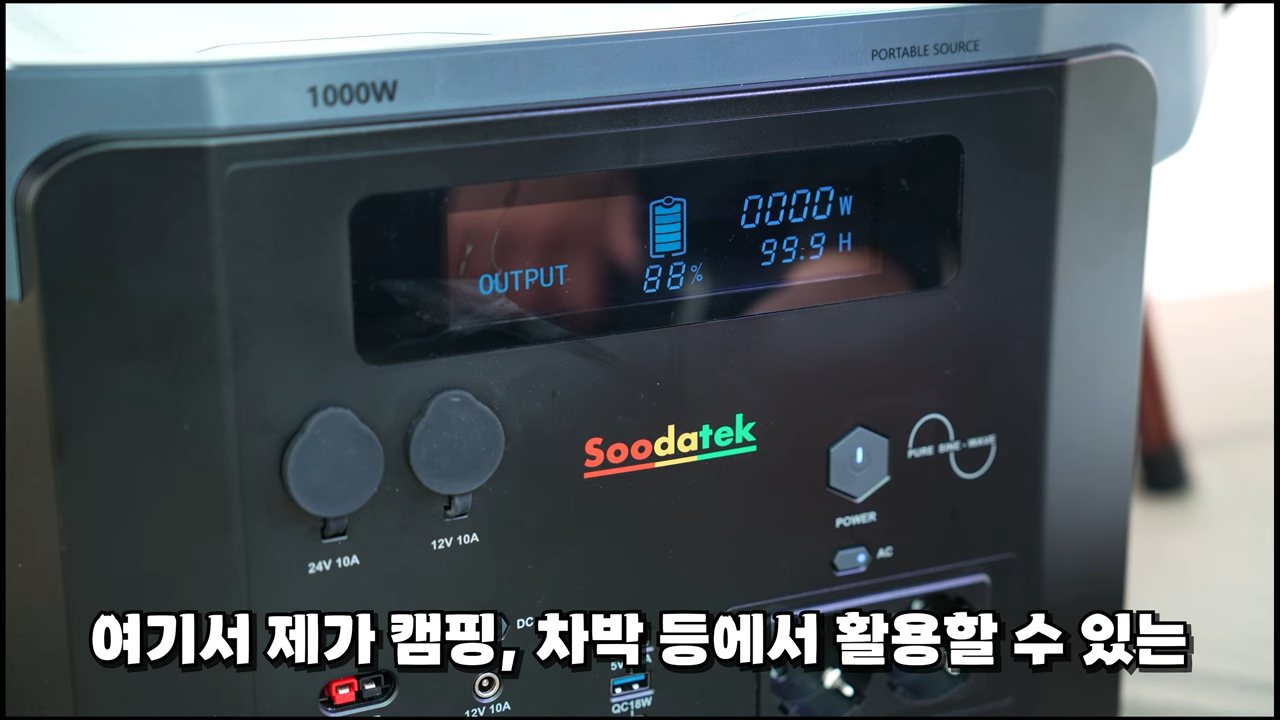 1000W
PORTABLE SOURCE
0000 W
99.9 H
OUTPUT
88%
Soodatek
PURE SINE-WAVE
POWER
AC
24V 10A
12V 10A
DC
여기서 제가 캠핑, 차박 등에서 활용할 수 있는
12V 10A
QC18W